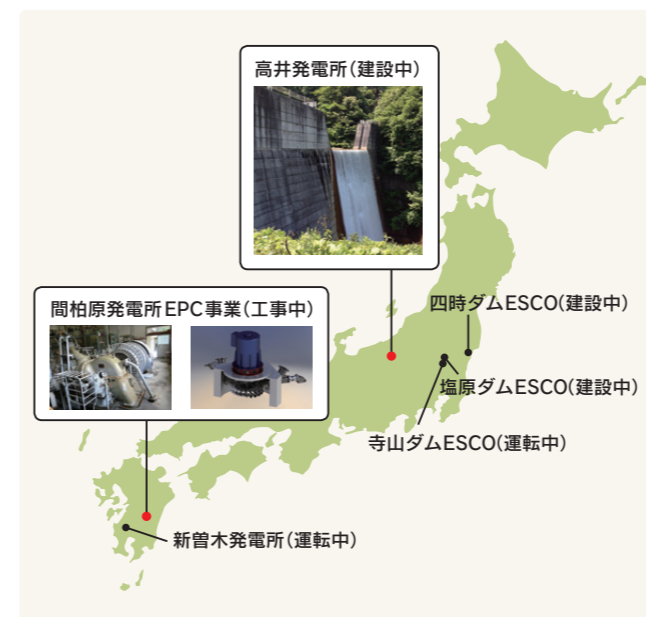 高井発電所(建設中)
間柏原発電所EPC事業(工事中)
四時ダムESCO(建設中)
塩原ダムESCO(建設中)
寺山ダムESCO(運転中)
新曽木発電所(運転中)